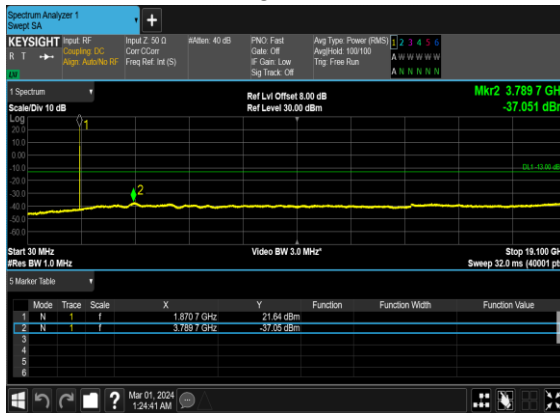 Spectrum Analyzer 1
Swept SA
+
KEYSIGHT Input: RF Input Z: 50 Ω #Atten: 40 dB PNO: Fast Avg Type: Power (RMS) 1 2 3 4 5 6
R T Coupling: DC Corr CCorr Gate: Off Avg|Hold: 100/100 A W W W W W
Align: Auto/No RF Freq Ref: Int (S) IF Gain: Low Trig: Free Run
LXI Sig Track: Off A N N N N N
1 Spectrum Ref Lvl Offset 8.00 dB Mkr2 3.789 7 GH
Scale/Div 10 dB Ref Level 30.00 dBm -37.051 dB
Log
20.0 1
10.0
0.00
-10.0 DL1 -13.00 dB
-20.0
-30.0 2
-40.0
-50.0
-60.0
Start 30 MHz Video BW 3.0 MHz* Stop 19.100 GH
#Res BW 1.0 MHz Sweep 32.0 ms (40001 pt
5 Marker Table
Mode Trace Scale X Y Function Function Width Function Value
1 N 1 f 1.870 7 GHz 21.64 dBm
2 N 1 f 3.789 7 GHz -37.05 dBm
3
4
5
6
? Mar 01, 2024
1:24:41 AM